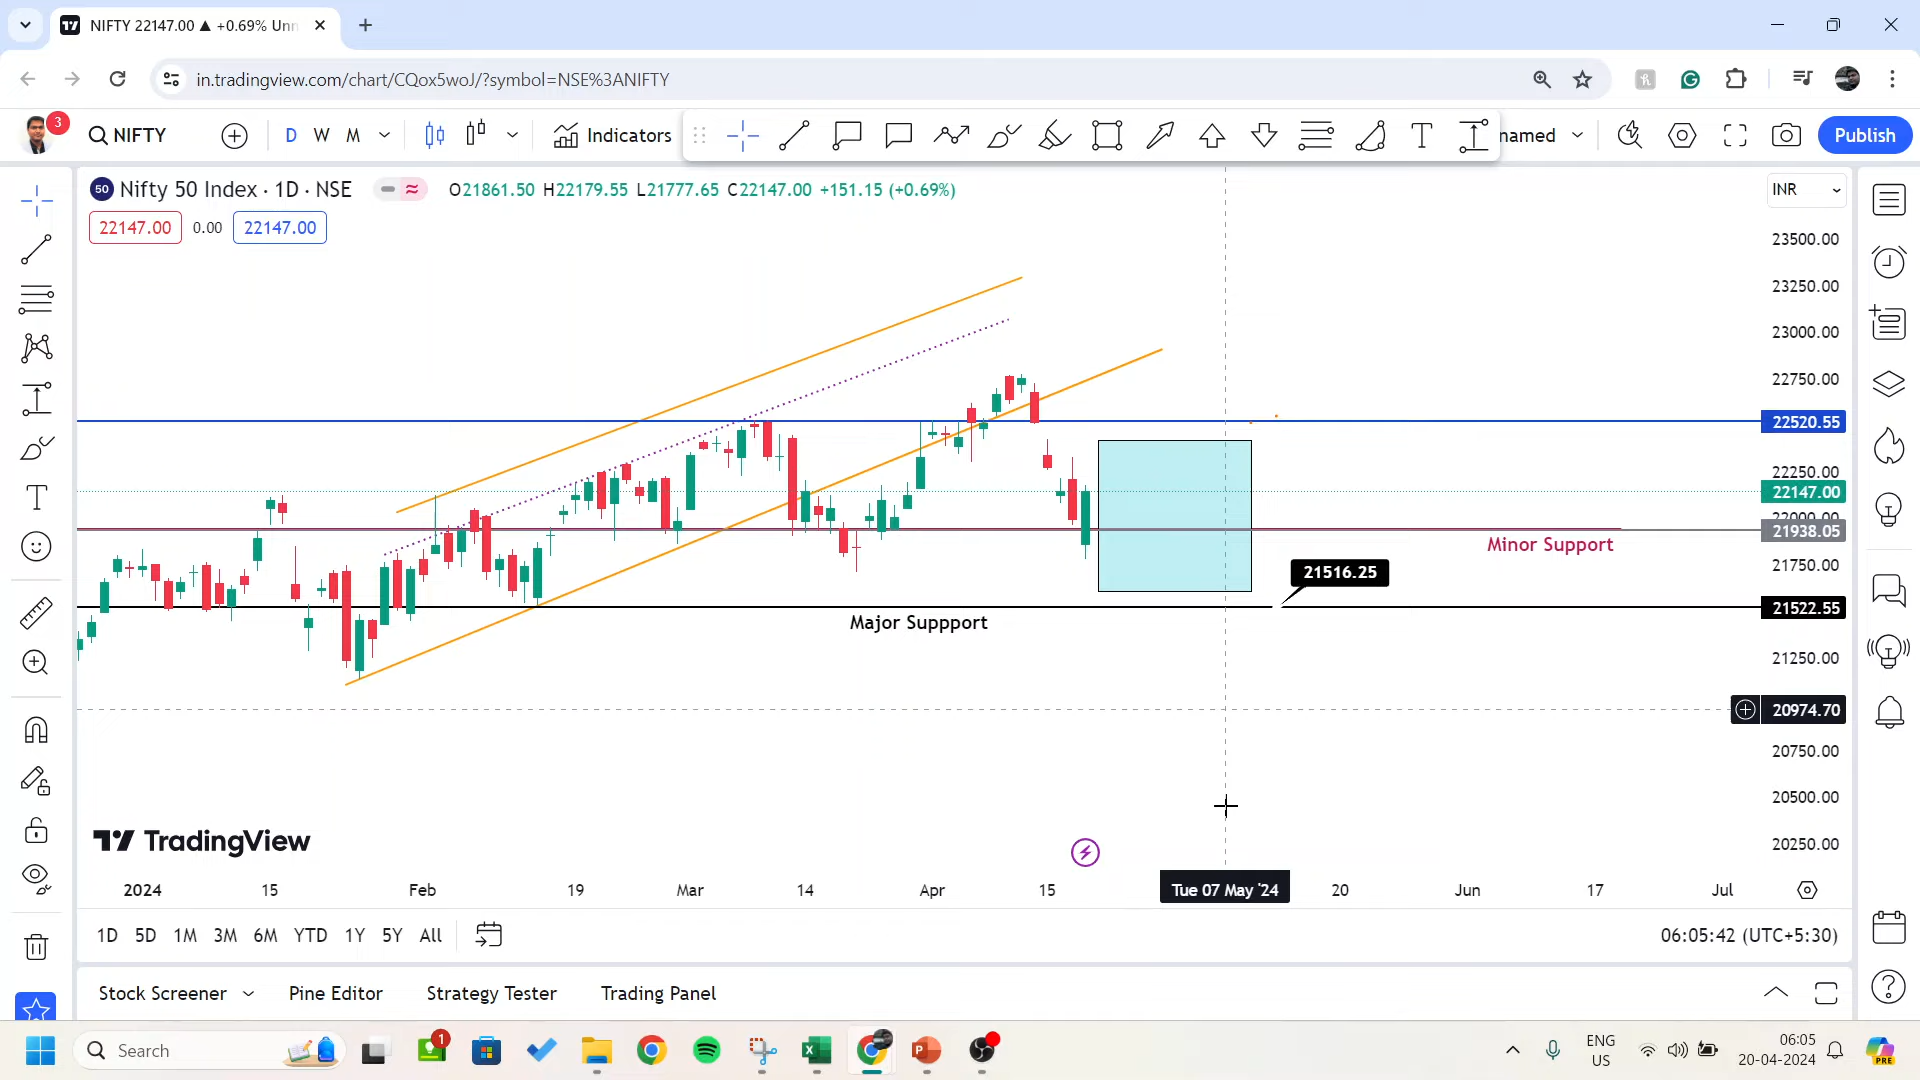 NIFTY 22147.00 ▲ +0.69% Unn
in.tradingview.com/chart/CQox5woJ/?symbol=NSE%3ANIFTY
3
NIFTY
D W M
Indicators
named
Publish
50 Nifty 50 Index · 1D · NSE
O21861.50 H22179.55 L21777.65 C22147.00 +151.15 (+0.69%)
INR
22147.00 0.00 22147.00
23500.00
23250.00
23000.00
22750.00
22520.55
22250.00
22147.00
22000.00
21938.05
Minor Support
21750.00
21516.25
21522.55
Major Suppport
21250.00
20974.70
20750.00
20500.00
TradingView
20250.00
2024 15 Feb 19 Mar 14 Apr 15 Tue 07 May '24 20 Jun 17 Jul
1D 5D 1M 3M 6M YTD 1Y 5Y All
06:05:42 (UTC+5:30)
Stock Screener Pine Editor Strategy Tester Trading Panel
Search
1
ENG
US
06:05
20-04-2024
PRE